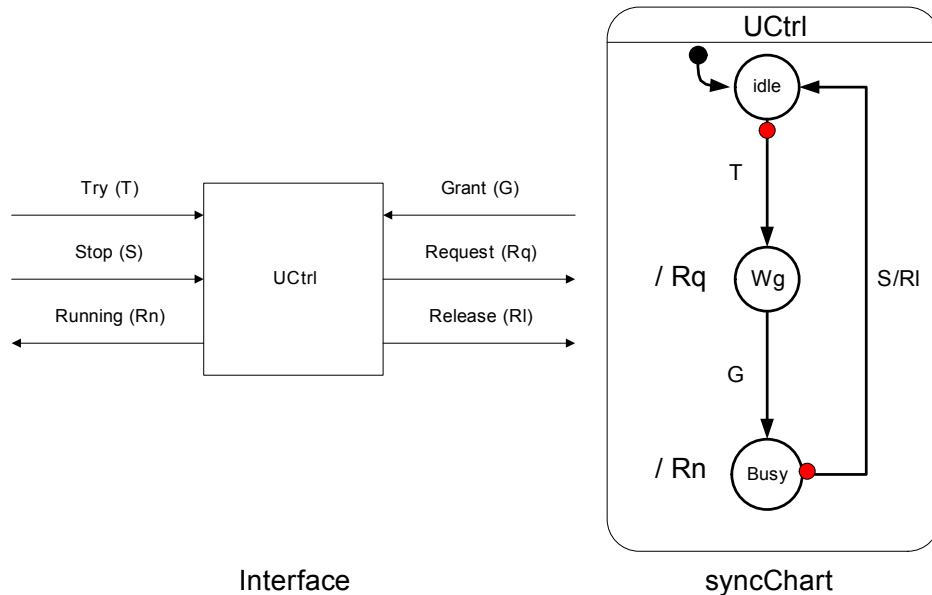 Try (T)
Stop (S)
Running (Rn)
UCtrl
Grant (G)
Request (Rq)
Release (Rl)
Interface
UCtrl
idle
T
/ Rq
Wg
S/Rl
G
/ Rn
Busy
syncChart